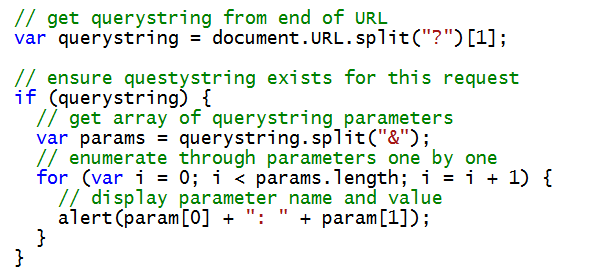 // get querystring from end of URL
var querystring = document.URL.split("?")[1];

// ensure questystring exists for this request
if (querystring) {
  // get array of querystring parameters
  var params = querystring.split("&");
  // enumerate through parameters one by one
  for (var i = 0; i < params.length; i = i + 1) {
    // display parameter name and value
    alert(param[0] + ": " + param[1]);
  }
}